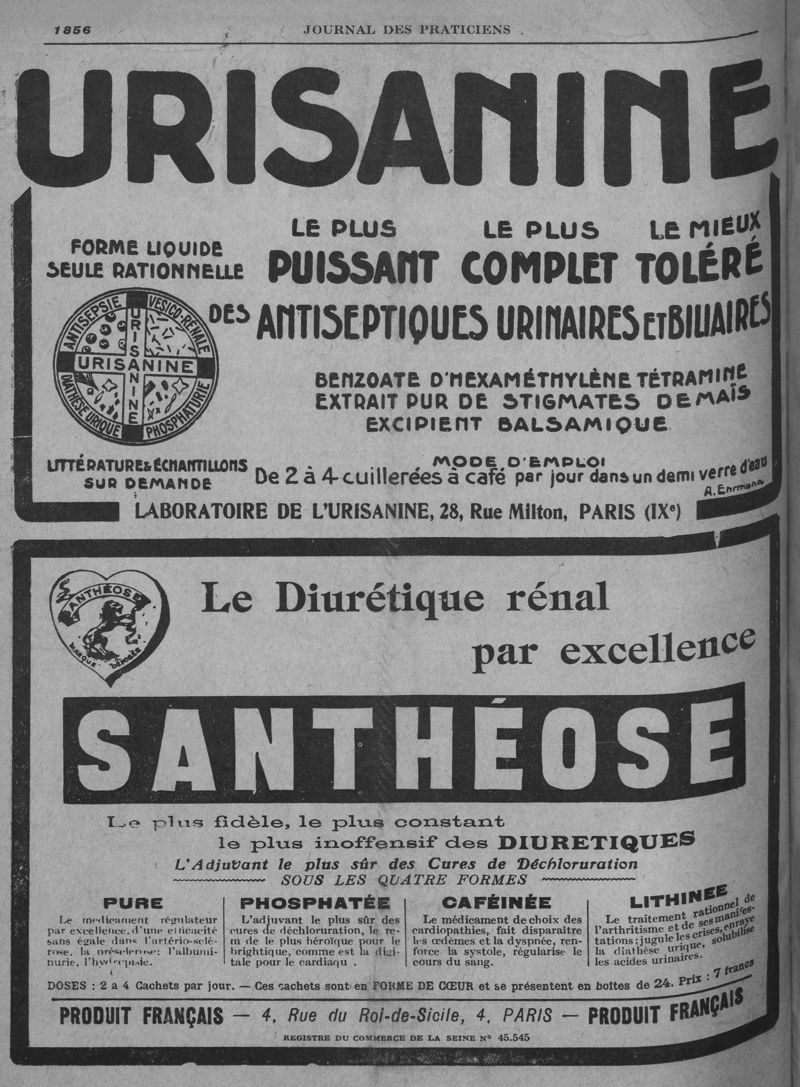 1856
JOURNAL DES PRATICIENS
URISANINE
FORME LIQUIDE
SEULE RATIONNELLE
LE PLUS LE PLUS LE MIEUX
PUISSANT COMPLET TOLÉRÉ
DES ANTISEPTIQUES URINAIRES ET BILIAIRES
ANTISEPSIE VESICO-RENALE
URISANINE
URISANINE
DIATHÈSE URIQUE PHOSPHATURIE
BENZOATE D'HEXAMÉTHYLÈNE TÉTRAMINE
EXTRAIT PUR DE STIGMATES DE MAÏS
EXCIPIENT BALSAMIQUE
LITTÉRATURE & ÉCHANTILLONS
SUR DEMANDE
MODE D'EMPLOI
De 2 à 4 cuillerées à café par jour dans un demi verre d'eau
A. Ehrmann
LABORATOIRE DE L'URISANINE, 28, Rue Milton, PARIS (IXe)
SANTHÉOSE
MARQUE DÉPOSÉE
Le Diurétique rénal
par excellence
SANTHÉOSE
Le plus fidèle, le plus constant
le plus inoffensif des DIURETIQUES
L'Adjuvant le plus sûr des Cures de Déchloruration
SOUS LES QUATRE FORMES
PURE
Le medicament régulateur
par excellence, d'une efficacité
sans égale dans l'artério-sclé-
rose, la présclerose; l'albumi-
nurie, l'hydropisie.
PHOSPHATÉE
L'adjuvant le plus sûr des
cures de déchloruration, le re-
m de le plus héroïque pour le
brightique, comme est la digi-
tale pour le cardiaqu .
CAFÉINÉE
Le médicament de choix des
cardiopathies, fait disparaître
les œdèmes et la dyspnée, ren-
force la systole, régularise le
cours du sang.
LITHINEE
Le traitement rationnel de
l'arthritisme et de ses manifes-
tations; jugule les crises, enraye
la diathèse urique, solubilise
les acides urinaires.
DOSES : 2 a 4 Cachets par jour. — Ces cachets sont en FORME DE CŒUR et se présentent en boîtes de 24. Prix : 7 francs
PRODUIT FRANÇAIS — 4, Rue du Roi-de-Sicile, 4, PARIS — PRODUIT FRANÇAIS
REGISTRE DU COMMERCE DE LA SEINE N° 45.545